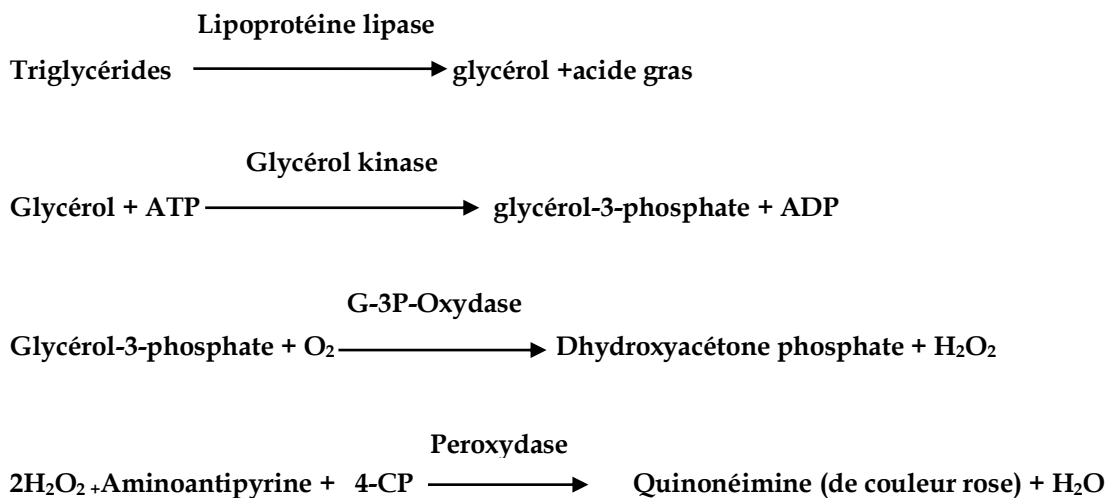 Lipoprotéine lipase
Triglycérides glycérol +acide gras
Glycérol kinase
Glycérol + ATP glycérol-3-phosphate + ADP
G-3P-Oxydase
Glycérol-3-phosphate + O₂ Dhydroxyacétone phosphate + H₂O₂
Peroxydase
2H₂O₂ +Aminoantipyrine + 4-CP Quinonéimine (de couleur rose) + H₂O